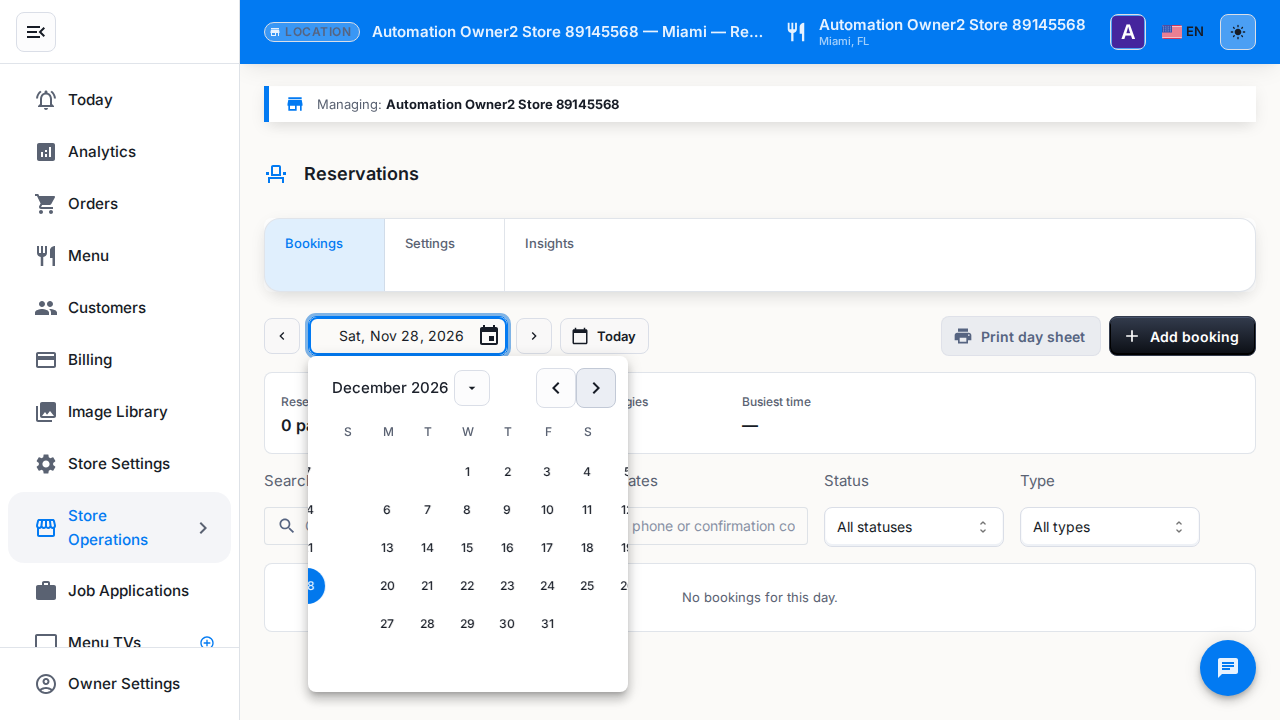 LOCATION
Automation Owner2 Store 89145568 — Miami — Re...
Automation Owner2 Store 89145568
Miami, FL
A
EN
Today
Analytics
Orders
Menu
Customers
Billing
Image Library
Store Settings
Store
Operations
Job Applications
Menu TVs
Owner Settings
Managing: Automation Owner2 Store 89145568
Reservations
Bookings
Settings
Insights
Sat, Nov 28, 2026
Today
Print day sheet
Add booking
December 2026
S M T W T F S
1 2 3 4
6 7 8 9 10 11
13 14 15 16 17 18
20 21 22 23 24 25
27 28 29 30 31
Busiest time
—
Status
Type
phone or confirmation co
All statuses
All types
No bookings for this day.